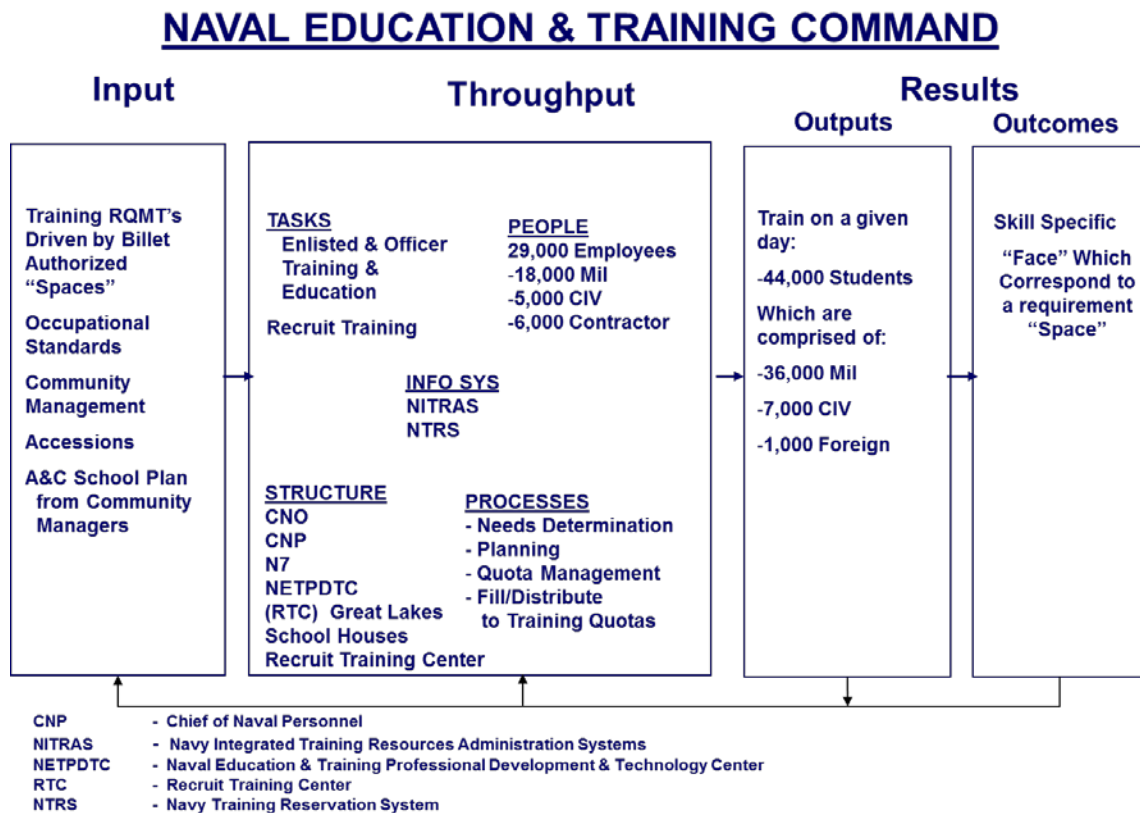 NAVAL EDUCATION & TRAINING COMMAND
Input
Throughput
Results
Outputs
Outcomes
Training RQMT's
Driven by Billet
Authorized
“Spaces”
Occupational
Standards
Community
Management
Accessions
A&C School Plan
from Community
Managers
TASKS
Enlisted & Officer
Training &
Education
Recruit Training
PEOPLE
29,000 Employees
-18,000 Mil
-5,000 CIV
-6,000 Contractor
INFO SYS
NITRAS
NTRS
STRUCTURE
CNO
CNP
N7
NETPDTC
(RTC) Great Lakes
School Houses
Recruit Training Center
PROCESSES
- Needs Determination
- Planning
- Quota Management
- Fill/Distribute
to Training Quotas
Train on a given
day:
-44,000 Students
Which are
comprised of:
-36,000 Mil
-7,000 CIV
-1,000 Foreign
Skill Specific
“Face” Which
Correspond to
a requirement
“Space”
CNP - Chief of Naval Personnel
NITRAS - Navy Integrated Training Resources Administration Systems
NETPDTC - Naval Education & Training Professional Development & Technology Center
RTC - Recruit Training Center
NTRS - Navy Training Reservation System